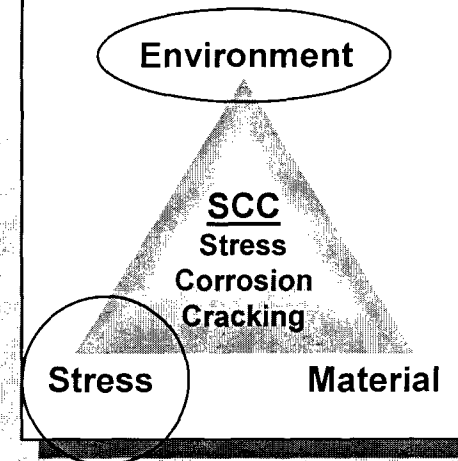 Environment
SCC
Stress
Corrosion
Cracking
Stress Material